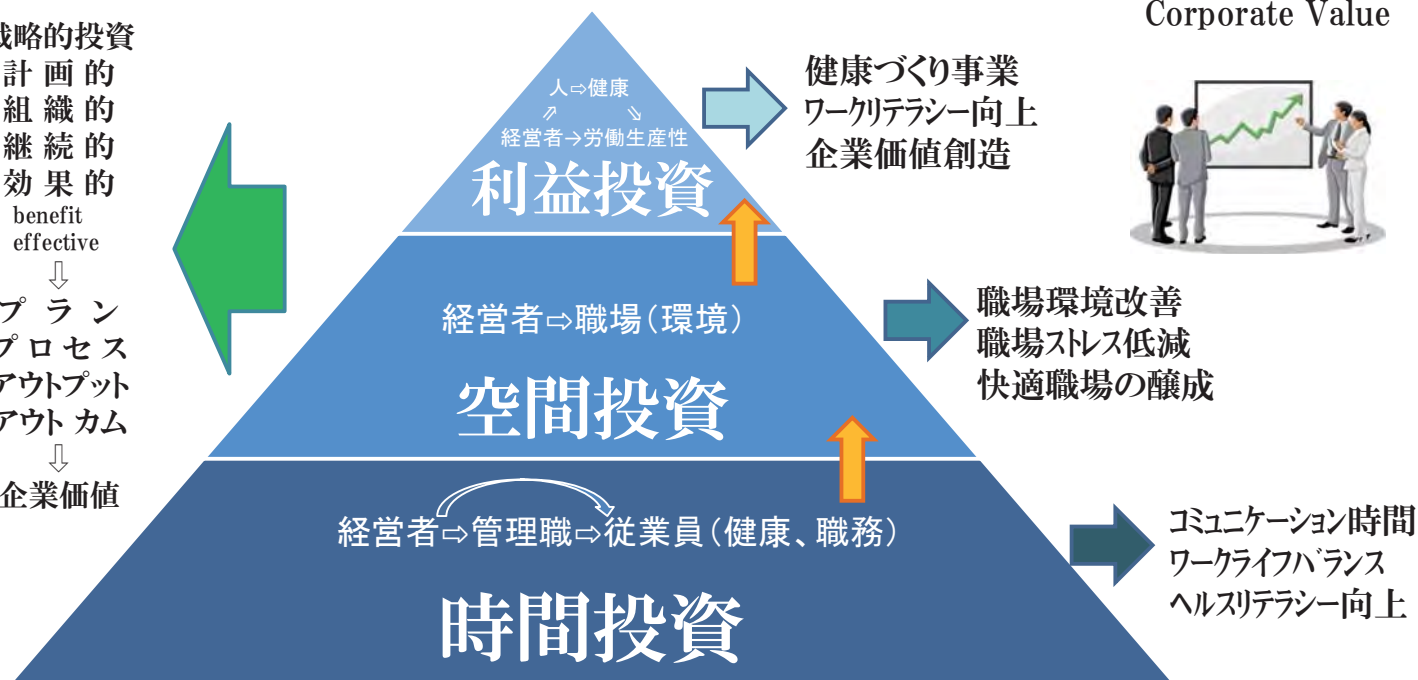 戦略的投資
計画的
組織的
継続的
効果的
benefit
effective
⇩
プラン
プロセス
アウトプット
アウトカム
⇩
企業価値
人⇨健康
⇗ ⇘
経営者→労働生産性
利益投資
経営者⇨職場（環境）
空間投資
経営者⇨管理職⇨従業員（健康、職務）
時間投資
Corporate Value
健康づくり事業
ワークリテラシー向上
企業価値創造
職場環境改善
職場ストレス低減
快適職場の醸成
コミュニケーション時間
ワークライフバランス
ヘルスリテラシー向上